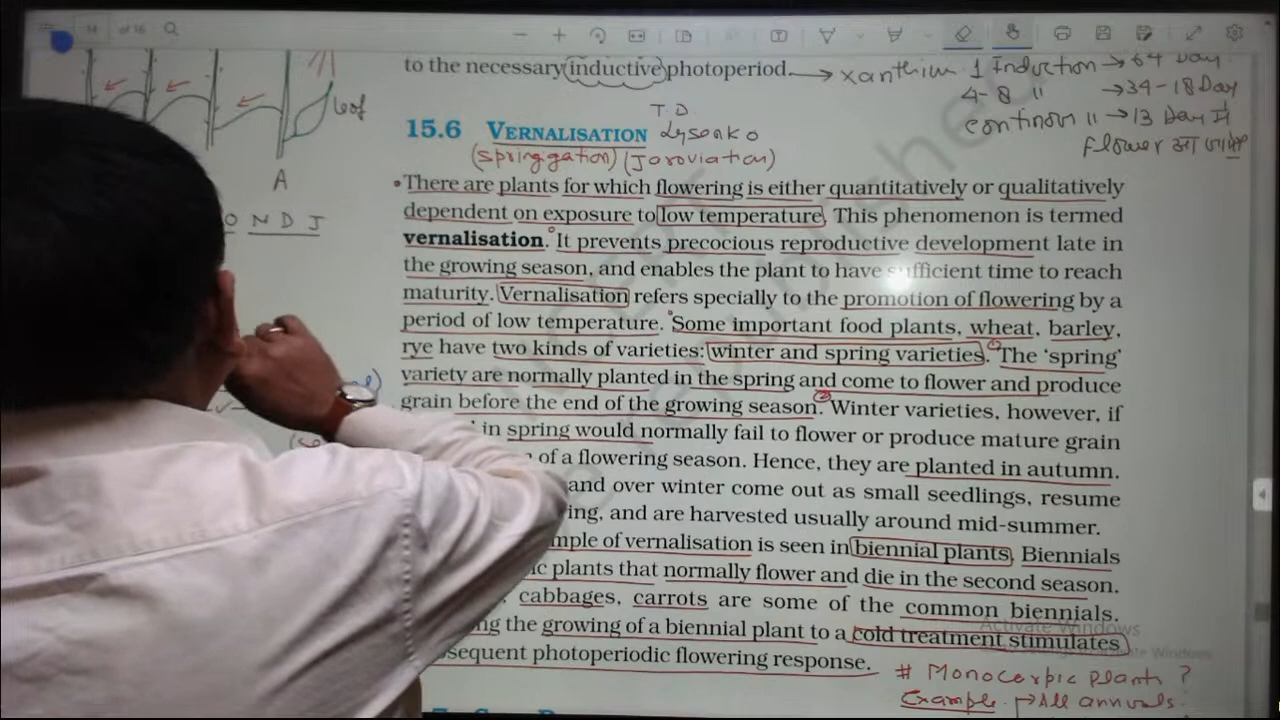 14 of 16
to the necessary inductive photoperiod. → Xanthium 1 Induction → 64 Day
4-8 " → 34-18 Day
continou " → 13 Day में
flower आ जाते
leaf
A
O N D J
T.D
15.6 VERNALISATION Lysenko
(springgation) (Joroviation)
There are plants for which flowering is either quantitatively or qualitatively
dependent on exposure to low temperature. This phenomenon is termed
vernalisation. It prevents precocious reproductive development late in
the growing season, and enables the plant to have sufficient time to reach
maturity. Vernalisation refers specially to the promotion of flowering by a
period of low temperature. Some important food plants, wheat, barley,
rye have two kinds of varieties: winter and spring varieties. The 'spring'
variety are normally planted in the spring and come to flower and produce
grain before the end of the growing season. Winter varieties, however, if
in spring would normally fail to flower or produce mature grain
of a flowering season. Hence, they are planted in autumn.
and over winter come out as small seedlings, resume
ing, and are harvested usually around mid-summer.
mple of vernalisation is seen in biennial plants. Biennials
ic plants that normally flower and die in the second season.
cabbages, carrots are some of the common biennials.
ng the growing of a biennial plant to a cold treatment stimulates
sequent photoperiodic flowering response.
Activate Windows
# Monocarpic plants ?
Example → All annuals